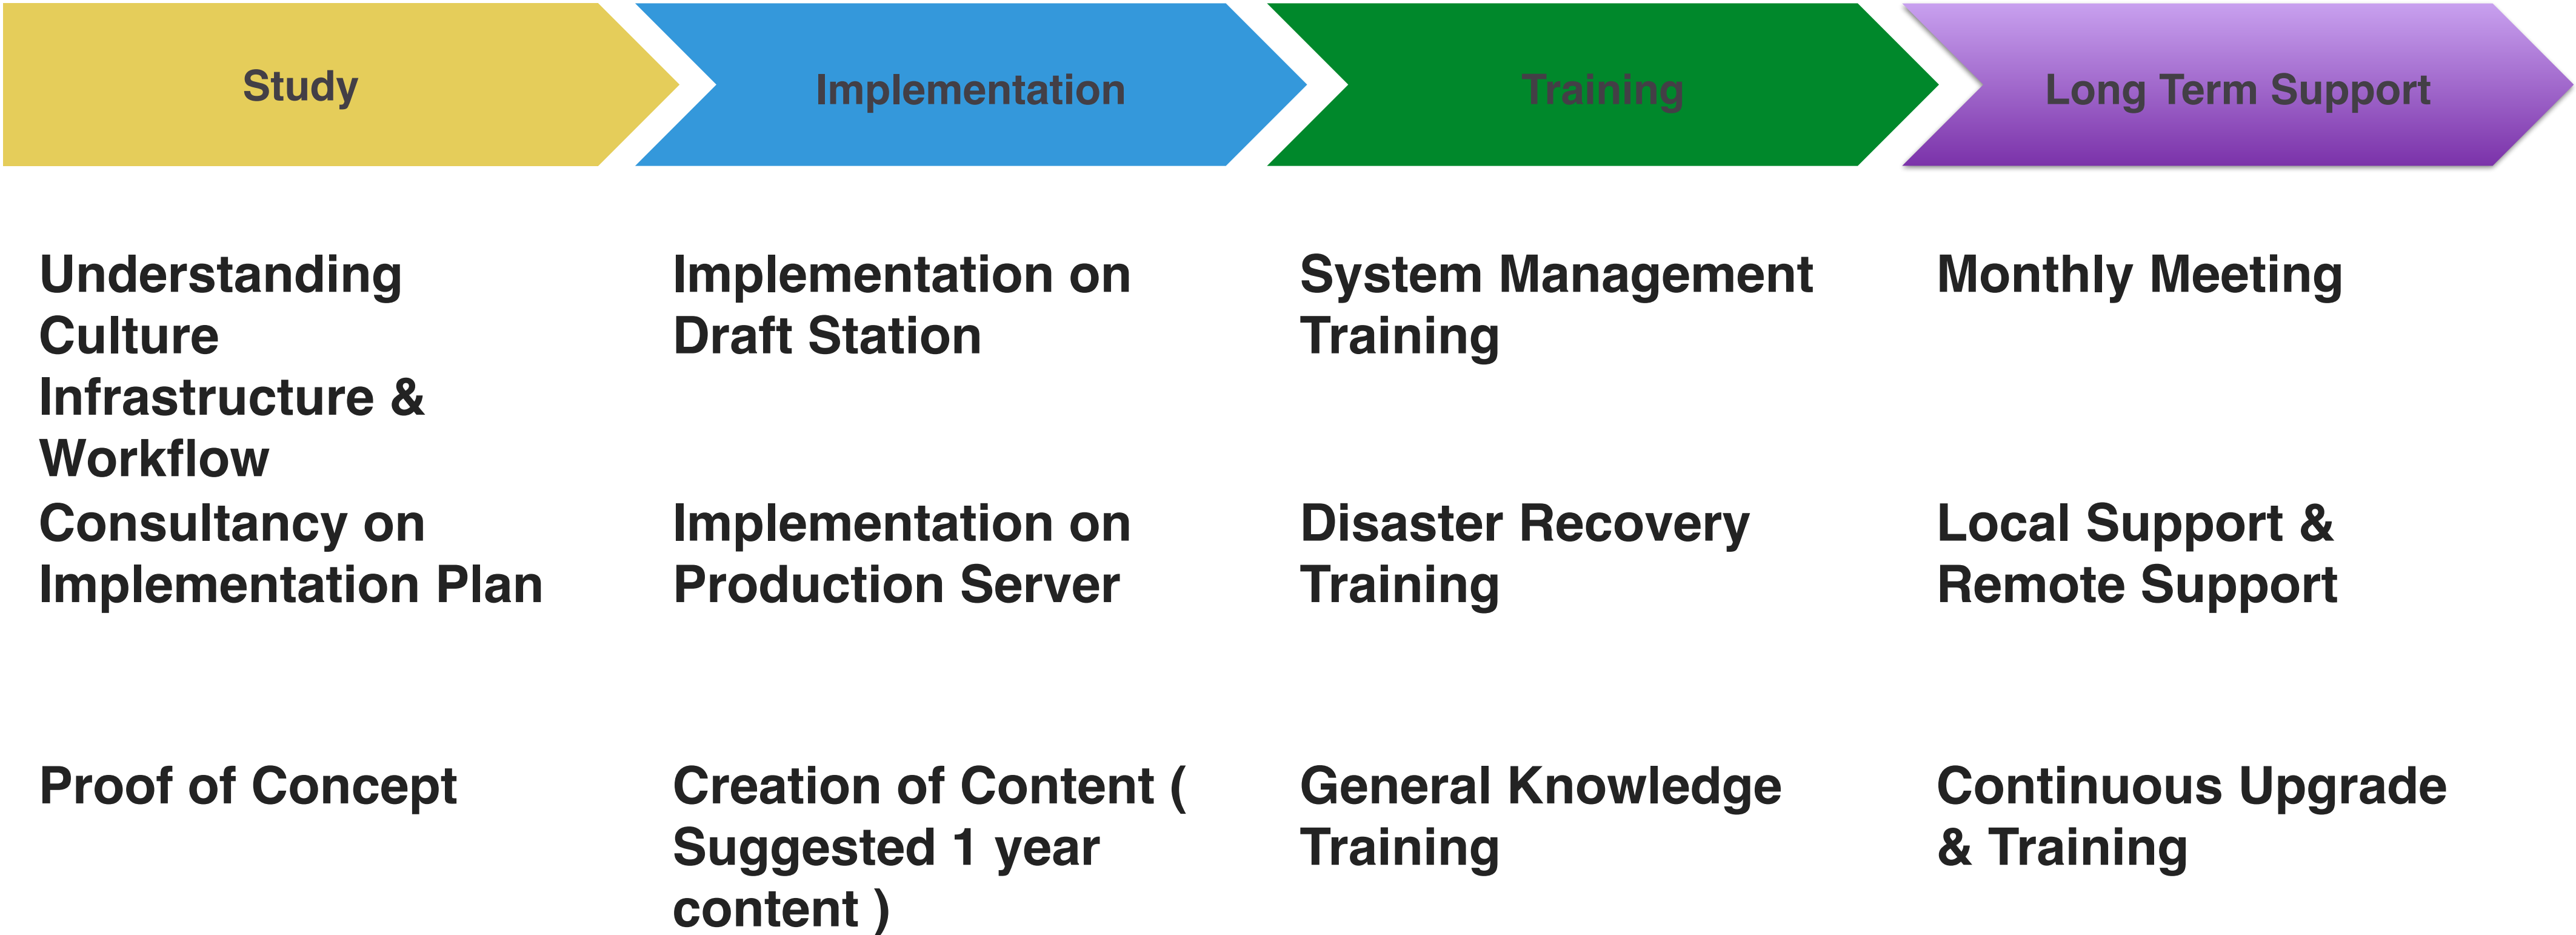 Study
Implementation
Training
Long Term Support
Understanding
Culture
Infrastructure &
Workflow
Implementation on
Draft Station
System Management
Training
Monthly Meeting
Consultancy on
Implementation Plan
Implementation on
Production Server
Disaster Recovery
Training
Local Support &
Remote Support
Proof of Concept
Creation of Content (
Suggested 1 year
content )
General Knowledge
Training
Continuous Upgrade
& Training